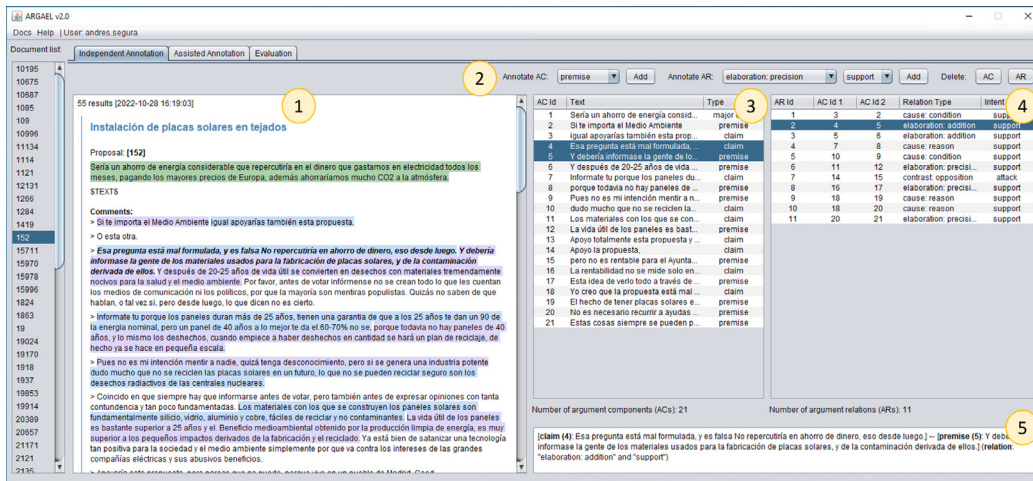 ARGAEL v2.0
Docs Help | User: andres.segura
Document list:
Independent Annotation Assisted Annotation Evaluation
2
Annotate AC: premise Add Annotate AR: elaboration: precision support Add Delete: AC AR
10195
10675
10687
1085
109
10996
11134
1114
1121
12131
1266
1284
1419
152
15711
15970
15978
15996
1824
1863
19
19024
19170
1918
1937
19853
19914
20389
20657
21171
2121
2135
55 results [2022-10-28 16:19:03]
1
Instalación de placas solares en tejados
Proposal: [152]
Sería un ahorro de energía considerable que repercutiría en el dinero que gastamos en electricidad todos los
meses, pagando los mayores precios de Europa, además ahorraríamos mucho CO2 a la atmósfera.
$TEXT$
Comments:
> Si te importa el Medio Ambiente igual apoyarías también esta propuesta.
> O esta otra.
> Esa pregunta está mal formulada, y es falsa No repercutiría en ahorro de dinero, eso desde luego. Y debería
informase la gente de los materiales usados para la fabricación de placas solares, y de la contaminación
derivada de ellos. Y después de 20-25 años de vida útil se convierten en desechos con materiales tremendamente
nocivos para la salud y el medio ambiente. Por favor, antes de votar infórmense no se crean todo lo que les cuentan
los medios de comunicación ni los políticos, por que la mayoría son mentiras populistas. Quizás no saben de que
hablan, o tal vez si, pero desde luego, lo que dicen no es cierto.
> Informate tu porque los paneles duran más de 25 años, tienen una garantia de que a los 25 años te dan un 90 de
la energia nominal, pero un panel de 40 años a lo mejor te da el.60-70% no se, porque todavia no hay paneles de 40
años, y lo mismo los deshechos, cuando empiece a haber deshechos en cantidad se hará un plan de reciclaje, de
hecho ya se hace en pequeña escala.
> Pues no es mi intención mentir a nadie, quizá tenga desconocimiento, pero si se genera una industria potente
dudo mucho que no se reciclen las placas solares en un futuro, lo que no se pueden reciclar seguro son los
desechos radiactivos de las centrales nucleares.
> Coincido en que siempre hay que informarse antes de votar, pero también antes de expresar opiniones con tanta
contundencia y tan poco fundamentadas. Los materiales con los que se construyen los paneles solares son
fundamentalmente silicio, vidrio, aluminio y cobre, fáciles de reciclar y no contaminantes. La vida útil de los paneles
es bastante superior a 25 años y el. Beneficio medioambiental obtenido por la producción limpia de energía, es muy
superior a los pequeños impactos derivados de la fabricación y el reciclado. Ya está bien de satanizar una tecnología
tan positiva para la sociedad y el medio ambiente simplemente por que va contra los intereses de las grandes
compañías eléctricas y sus abusivos beneficios.
AC Id Text Type
3
1 Sería un ahorro de energía consid... major
2 Si te importa el Medio Ambiente premise
3 igual apoyarías también esta prop... claim
4 Esa pregunta está mal formulada, ... claim
5 Y debería informase la gente de lo... premise
6 Y después de 20-25 años de vida ... premise
7 Informate tu porque los paneles du... claim
8 porque todavia no hay paneles de ... premise
9 Pues no es mi intención mentir a n... premise
10 dudo mucho que no se reciclen la... claim
11 Los materiales con los que se con... claim
12 La vida útil de los paneles es bast... premise
13 Apoyo totalmente esta propuesta y ... claim
14 Apoyo la propuesta, claim
15 pero no es rentable para el Ayunta... premise
16 La rentabilidad no se mide solo en... claim
17 Esta idea de verlo todo a través de ... premise
18 Yo creo que la propuesta está mal ... claim
19 El hecho de tener placas solares e... premise
20 No es necesario recurrir a ayudas ... premise
21 Estas cosas siempre se pueden p... premise
Number of argument components (ACs): 21
AR Id AC Id 1 AC Id 2 Relation Type Intent
4
1 3 2 cause: condition support
2 4 5 elaboration: addition support
3 5 6 elaboration: addition support
4 7 8 cause: reason support
5 10 9 cause: condition support
6 11 12 elaboration: precisi... support
7 14 15 contrast: opposition attack
8 16 17 elaboration: precisi... support
9 18 19 cause: reason support
10 18 20 cause: reason support
11 20 21 elaboration: precisi... support
Number of argument relations (ARs): 11
[claim (4): Esa pregunta está mal formulada, y es falsa No repercutiría en ahorro de dinero, eso desde luego.] ← [premise (5): Y debe
informase la gente de los materiales usados para la fabricación de placas solares, y de la contaminación derivada de ellos.] (relation:
"elaboration: addition" and "support")
5